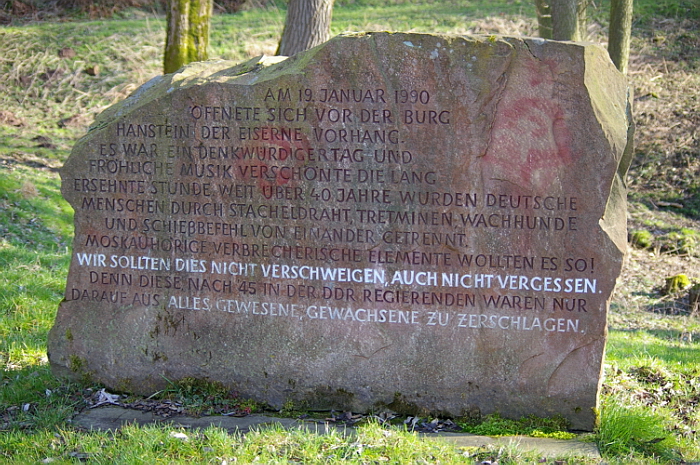 AM 19. JANUAR 1990
ÖFFNETE SICH VOR DER BURG
HANSTEIN, DER EISERNE, VORHANG.
ES WAR EIN DENKWÜRDIGER TAG UND
FRÖHLICHE MUSIK VERSCHÖNTE DIE LANG
ERSEHNTE STUNDE. WEIT ÜBER 40 JAHRE WURDEN DEUTSCHE
MENSCHEN DURCH STACHELDRAHT, TRETMINEN, WACHHUNDE
UND SCHIEẞBEFEHL VON EINANDER GETRENNT.
MOSKAUHÖRIGE VERBRECHERISCHE ELEMENTE WOLLTEN ES SO!
WIR SOLLTEN DIES NICHT VERSCHWEIGEN, AUCH NICHT VERGESSEN.
DENN DIESE, NACH 45 IN DER DDR REGIERENDEN WAREN NUR
DARAUF AUS ALLES, GEWESENE, GEWACHSENE ZU ZERSCHLAGEN.